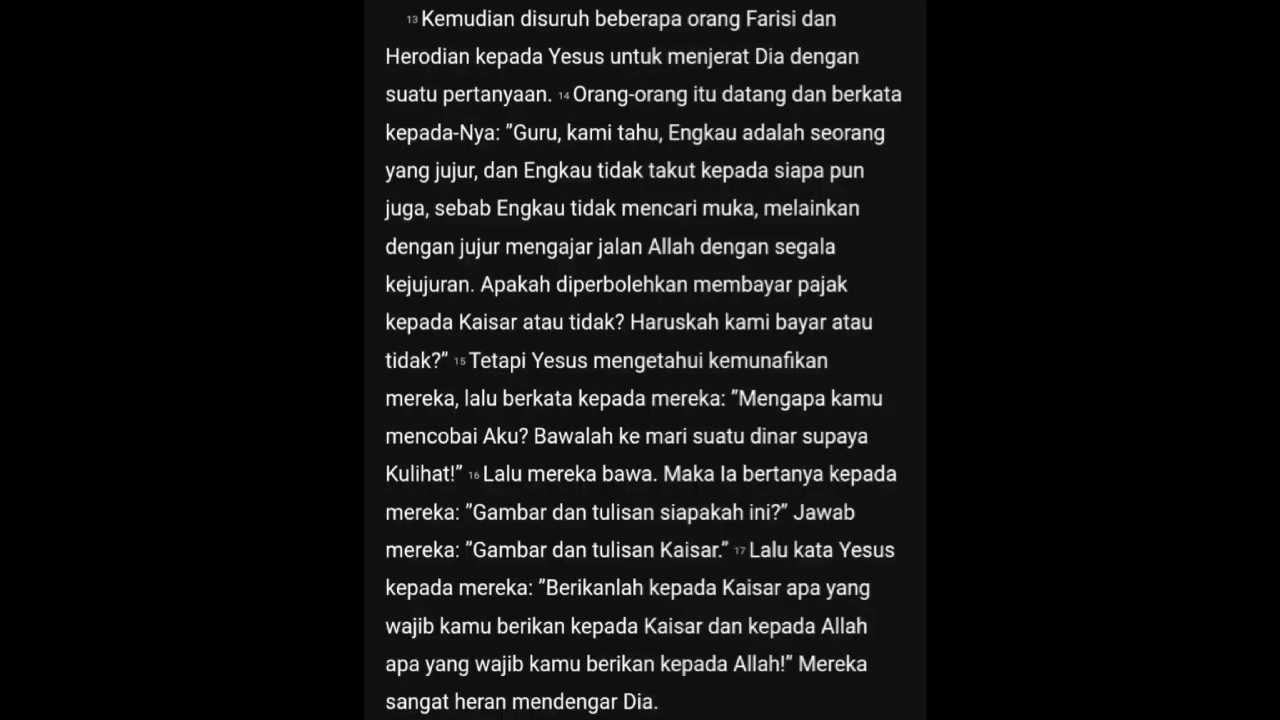 13 Kemudian disuruh beberapa orang Farisi dan
Herodian kepada Yesus untuk menjerat Dia dengan
suatu pertanyaan. 14 Orang-orang itu datang dan berkata
kepada-Nya: ”Guru, kami tahu, Engkau adalah seorang
yang jujur, dan Engkau tidak takut kepada siapa pun
juga, sebab Engkau tidak mencari muka, melainkan
dengan jujur mengajar jalan Allah dengan segala
kejujuran. Apakah diperbolehkan membayar pajak
kepada Kaisar atau tidak? Haruskah kami bayar atau
tidak?” 15 Tetapi Yesus mengetahui kemunafikan
mereka, lalu berkata kepada mereka: ”Mengapa kamu
mencobai Aku? Bawalah ke mari suatu dinar supaya
Kulihat!” 16 Lalu mereka bawa. Maka Ia bertanya kepada
mereka: ”Gambar dan tulisan siapakah ini?” Jawab
mereka: ”Gambar dan tulisan Kaisar.” 17 Lalu kata Yesus
kepada mereka: ”Berikanlah kepada Kaisar apa yang
wajib kamu berikan kepada Kaisar dan kepada Allah
apa yang wajib kamu berikan kepada Allah!” Mereka
sangat heran mendengar Dia.